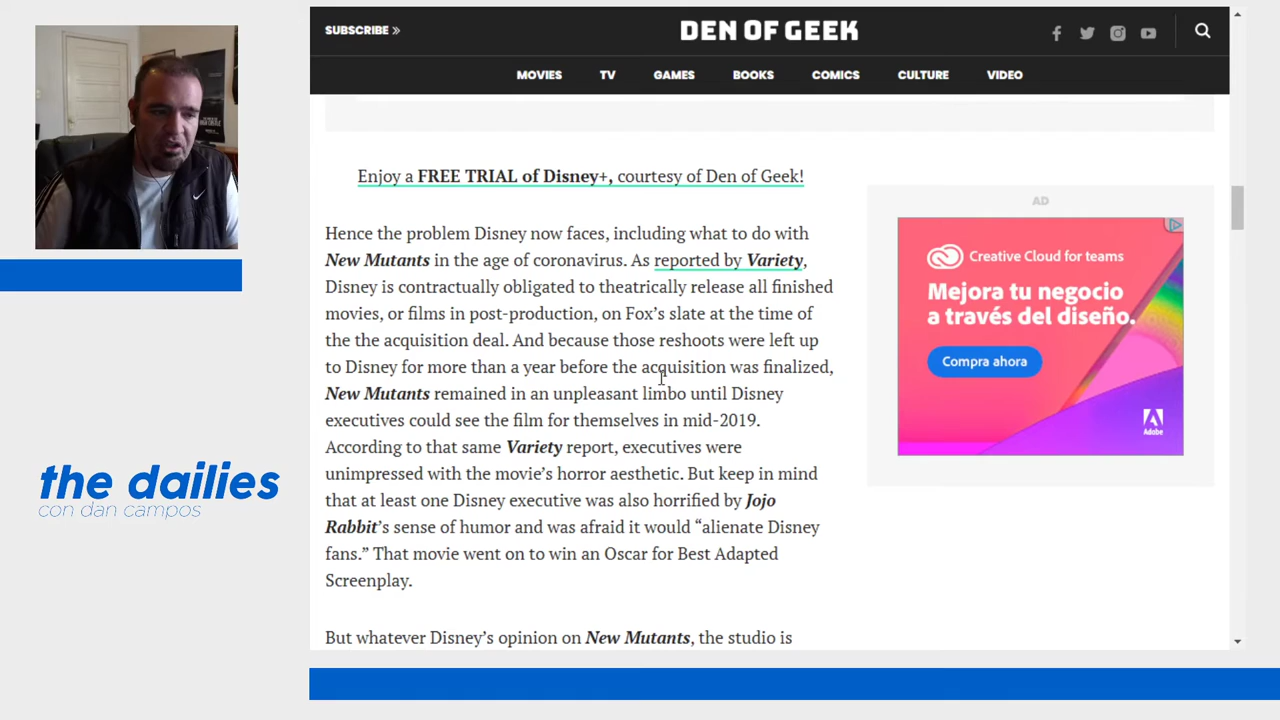 SUBSCRIBE »
DEN OF GEEK
MOVIES TV GAMES BOOKS COMICS CULTURE VIDEO
Enjoy a FREE TRIAL of Disney+, courtesy of Den of Geek!
Hence the problem Disney now faces, including what to do with
New Mutants in the age of coronavirus. As reported by Variety,
Disney is contractually obligated to theatrically release all finished
movies, or films in post-production, on Fox’s slate at the time of
the the acquisition deal. And because those reshoots were left up
to Disney for more than a year before the acquisition was finalized,
New Mutants remained in an unpleasant limbo until Disney
executives could see the film for themselves in mid-2019.
According to that same Variety report, executives were
unimpressed with the movie’s horror aesthetic. But keep in mind
that at least one Disney executive was also horrified by Jojo
Rabbit’s sense of humor and was afraid it would “alienate Disney
fans.” That movie went on to win an Oscar for Best Adapted
Screenplay.
But whatever Disney’s opinion on New Mutants, the studio is
AD
Creative Cloud for teams
Mejora tu negocio
a través del diseño.
Compra ahora
Adobe
the dailies
con dan campos